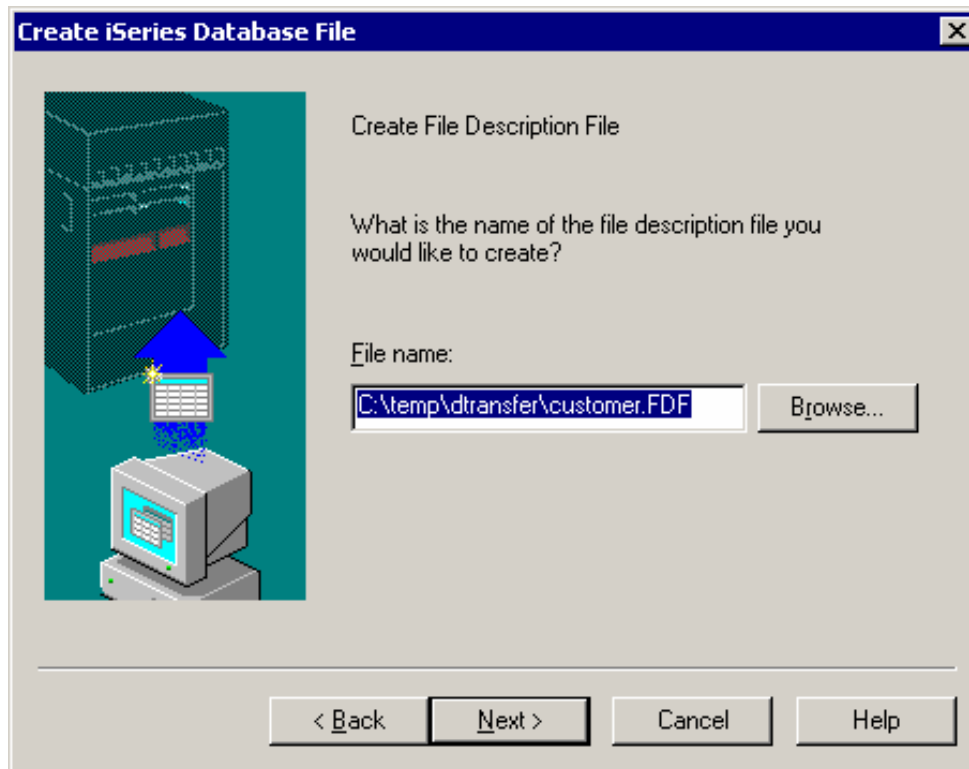 Create iSeries Database File
Create File Description File
What is the name of the file description file you
would like to create?
File name:
C:\temp\dtransfer\customer.FDF
Browse...
< Back
Next >
Cancel
Help